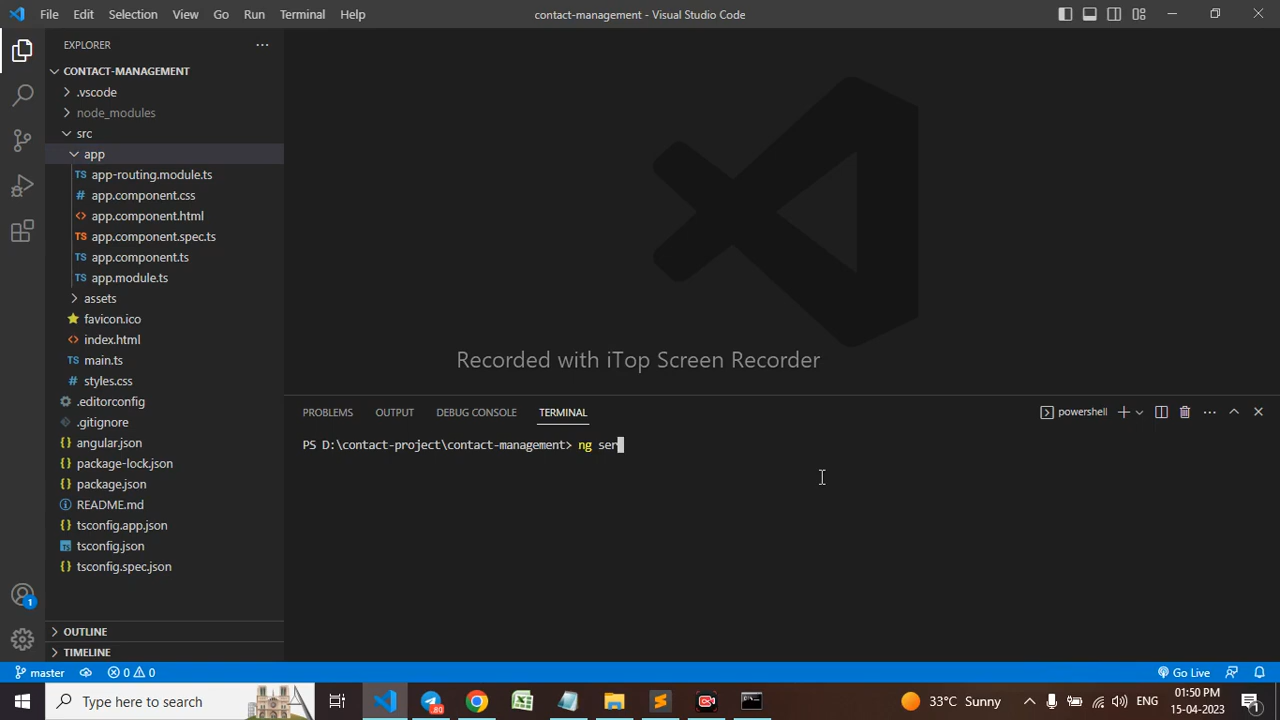 File Edit Selection View Go Run Terminal Help
contact-management - Visual Studio Code
EXPLORER
CONTACT-MANAGEMENT
.vscode
node_modules
src
app
TS app-routing.module.ts
# app.component.css
<> app.component.html
TS app.component.spec.ts
TS app.component.ts
TS app.module.ts
assets
favicon.ico
<> index.html
TS main.ts
# styles.css
.editorconfig
.gitignore
{} angular.json
{} package-lock.json
{} package.json
README.md
{} tsconfig.app.json
tsconfig.json
{} tsconfig.spec.json
OUTLINE
TIMELINE
Recorded with iTop Screen Recorder
PROBLEMS OUTPUT DEBUG CONSOLE TERMINAL
powershell
PS D:\contact-project\contact-management> ng ser
1
master
0 0
Go Live
Type here to search
80
33°C Sunny
ENG
01:50 PM
15-04-2023
1